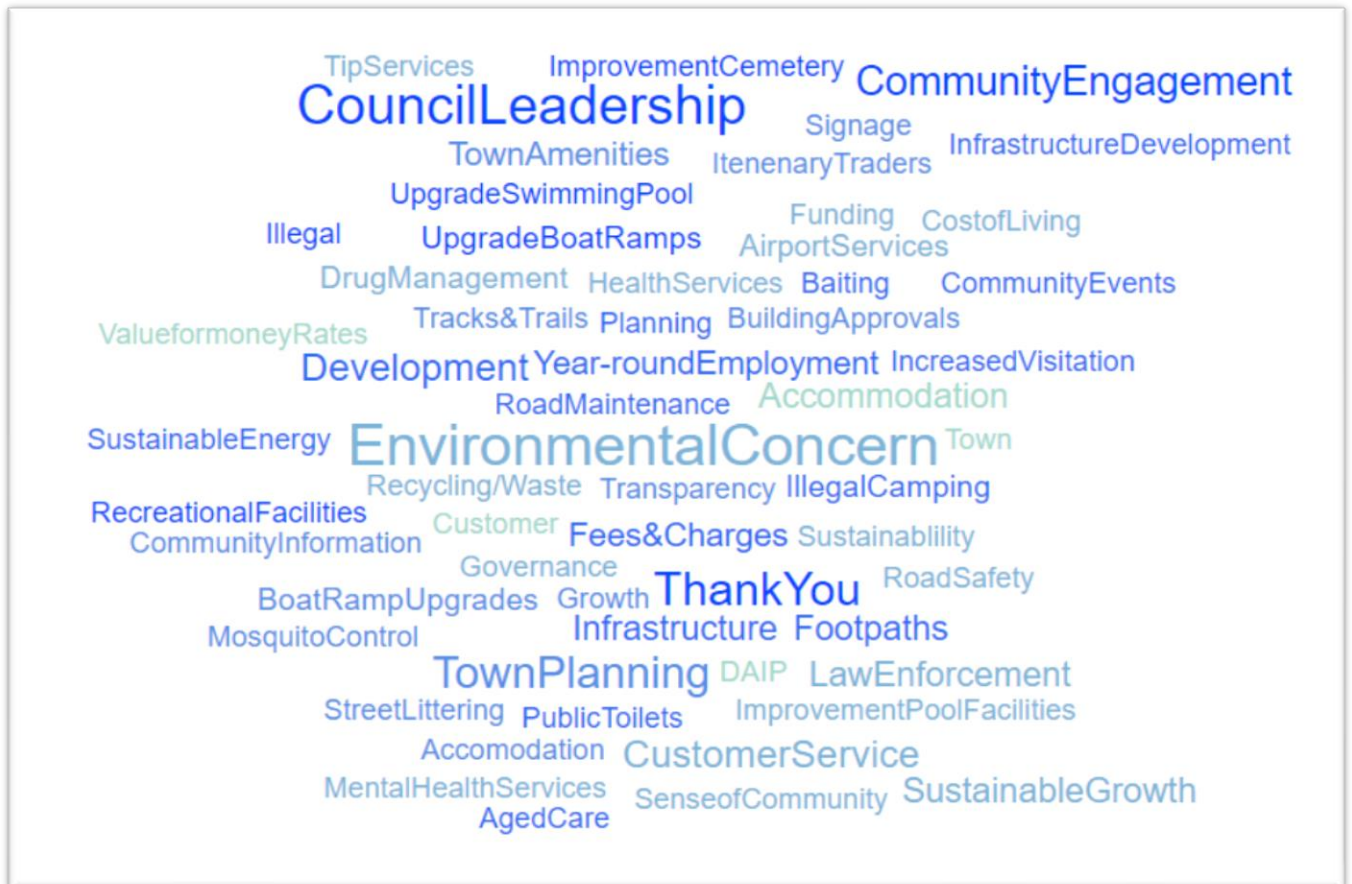 TipServices ImprovementCemetery CommunityEngagement
CouncilLeadership Signage
TownAmenities ItenenaryTraders InfrastructureDevelopment
UpgradeSwimmingPool
Funding CostofLiving
Illegal UpgradeBoatRamps AirportServices
DrugManagement HealthServices Baiting CommunityEvents
ValueformoneyRates Tracks&Trails Planning BuildingApprovals
Development Year-roundEmployment IncreasedVisitation
RoadMaintenance Accommodation
SustainableEnergy EnvironmentalConcern Town
Recycling/Waste Transparency IllegalCamping
RecreationalFacilities Customer Fees&Charges Sustainablility
CommunityInformation
Governance RoadSafety
BoatRampUpgrades Growth ThankYou
MosquitoControl Infrastructure Footpaths
TownPlanning DAIP LawEnforcement
StreetLittering PublicToilets ImprovementPoolFacilities
Accomodation CustomerService
MentalHealthServices SenseofCommunity SustainableGrowth
AgedCare